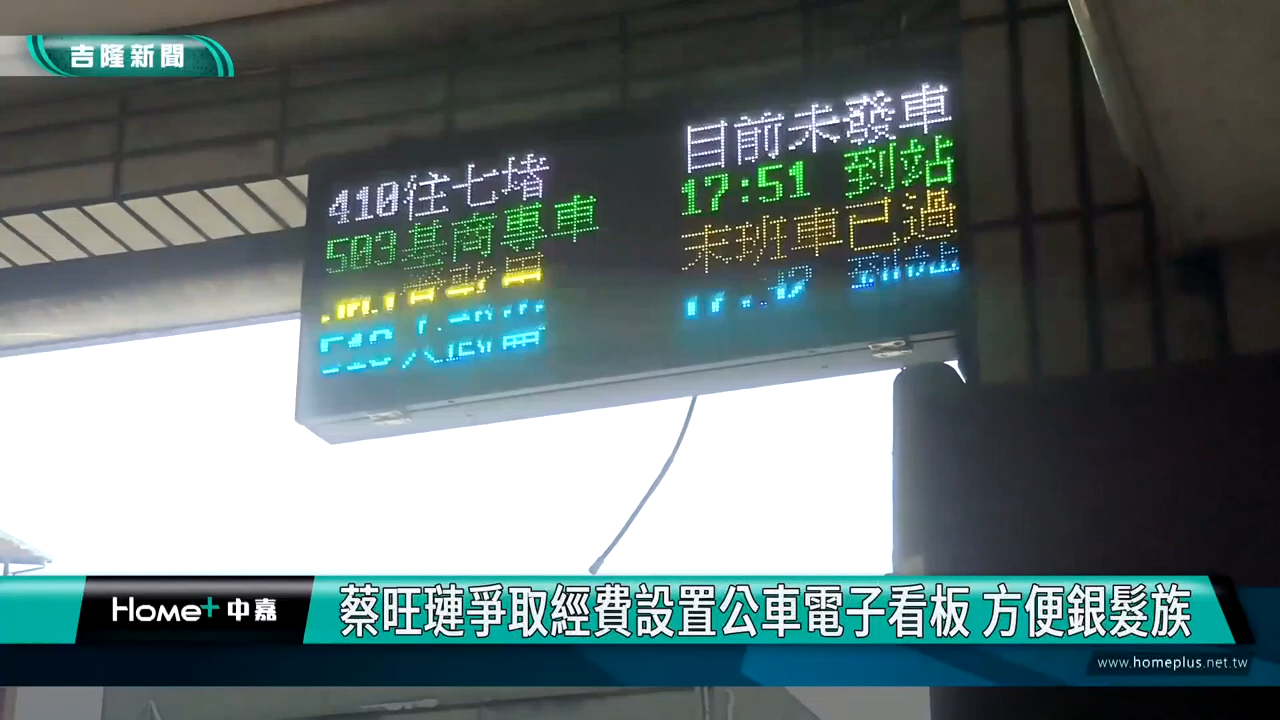 吉隆新聞
410往七堵 目前未發車
503基商專車 17:51 到站
末班車已過
到站
Home+中嘉
蔡旺璉爭取經費設置公車電子看板 方便銀髮族
www.homeplus.net.tw